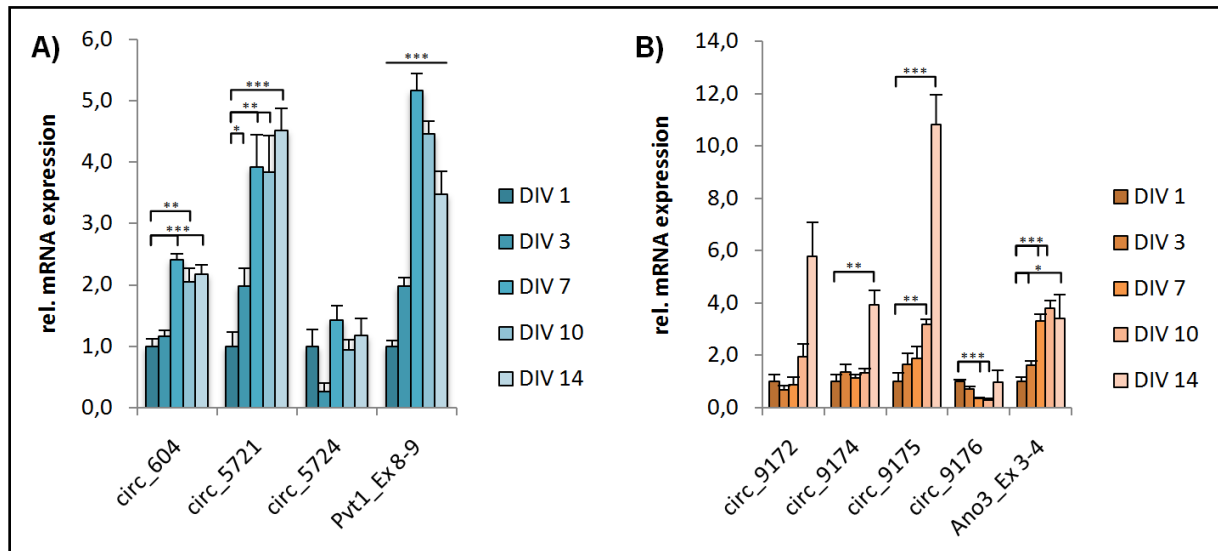 A)
rel. mRNA expression
6,0
5,0
4,0
3,0
2,0
1,0
0,0
***
**
*
**
***
***
circ_604
circ_5721
circ_5724
Pvt1_Ex 8-9
DIV 1
DIV 3
DIV 7
DIV 10
DIV 14
B)
rel. mRNA expression
14,0
12,0
10,0
8,0
6,0
4,0
2,0
0,0
**
***
**
***
***
*
circ_9172
circ_9174
circ_9175
circ_9176
Ano3_Ex 3-4
DIV 1
DIV 3
DIV 7
DIV 10
DIV 14